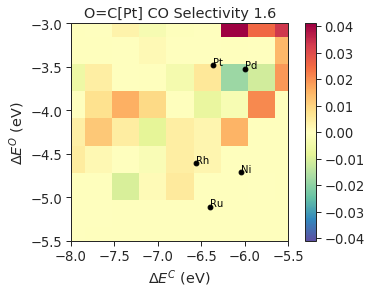 O=C[Pt] CO Selectivity 1.6
−3.0
−3.5
−4.0
−4.5
−5.0
−5.5
ΔE^O (eV)
Pt
Pd
Rh
Ni
Ru
−8.0 −7.5 −7.0 −6.5 −6.0 −5.5
ΔE^C (eV)
0.04
0.03
0.02
0.01
0.00
−0.01
−0.02
−0.03
−0.04